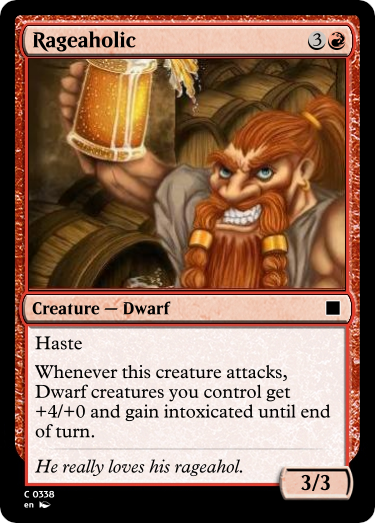 Rageaholic 3
Creature — Dwarf
Haste
Whenever this creature attacks,
Dwarf creatures you control get
+4/+0 and gain intoxicated until end
of turn.
He really loves his rageahol.
3/3
C 0338
en